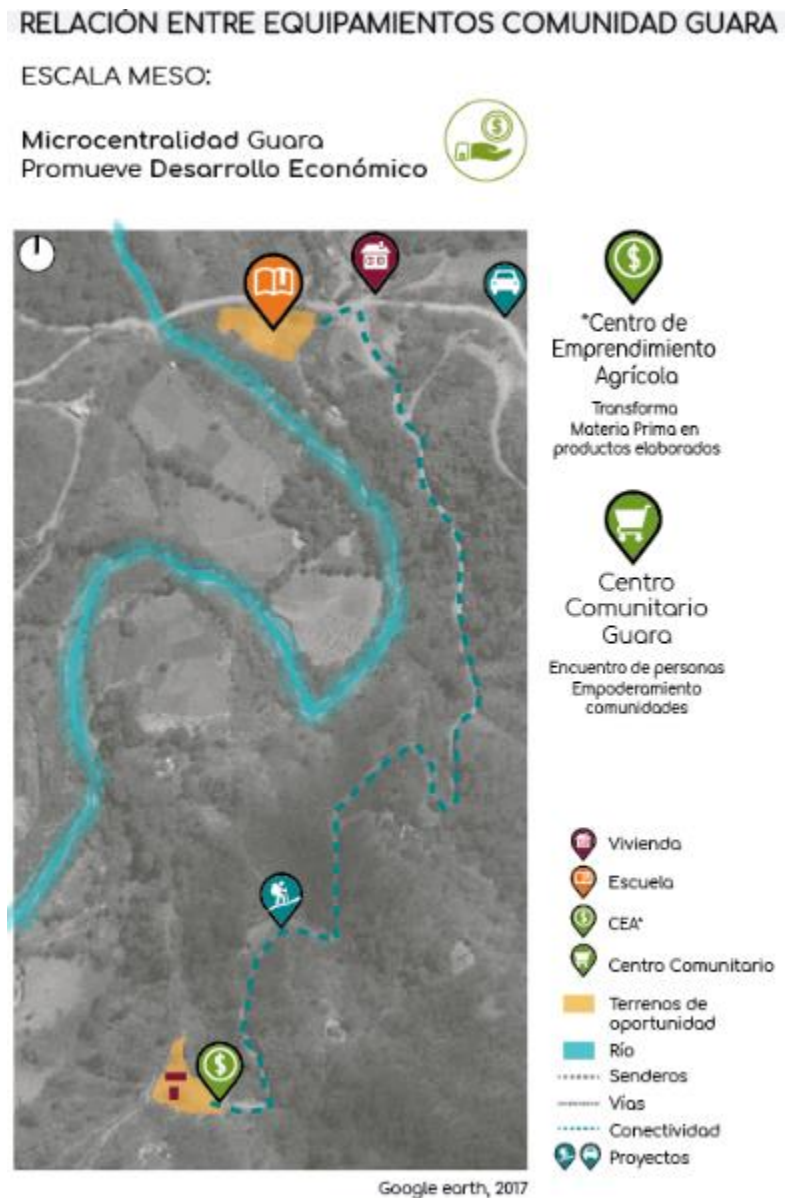 RELACIÓN ENTRE EQUIPAMIENTOS COMUNIDAD GUARA
ESCALA MESO:
Microcentralidad Guara
Promueve Desarrollo Económico
*Centro de
Emprendimiento
Agrícola
Transforma
Materia Prima en
productos elaborados
Centro
Comunitario
Guara
Encuentro de personas
Empoderamiento
comunidades
Vivienda
Escuela
CEA*
Centro Comunitario
Terrenos de
oportunidad
Río
Senderos
Vías
Conectividad
Proyectos
Google earth, 2017